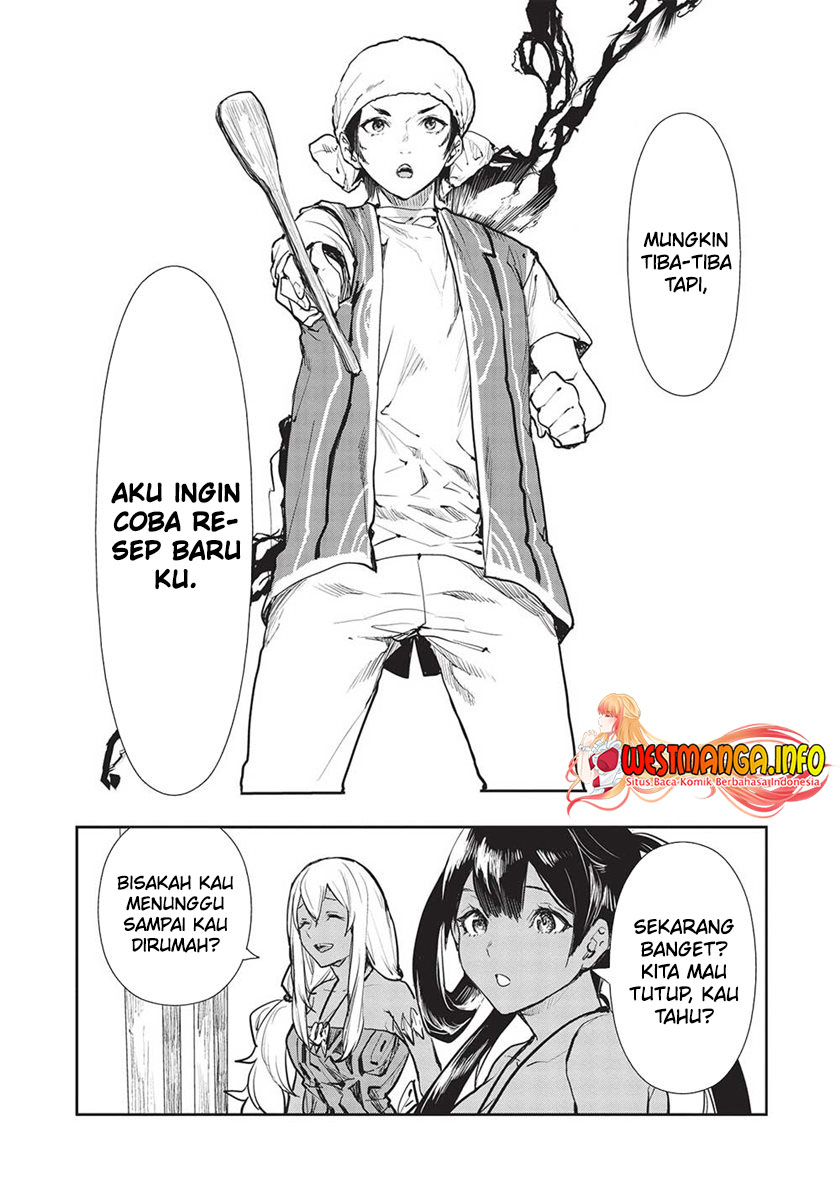 MUNGKIN
TIBA-TIBA
TAPI,
AKU INGIN
COBA RE-
SEP BARU
KU.
WESTMANGA.INFO
Situs Baca Komik Berbahasa Indonesia
SEKARANG
BANGET?
KITA MAU
TUTUP, KAU
TAHU?
BISAKAH KAU
MENUNGGU
SAMPAI KAU
DIRUMAH?